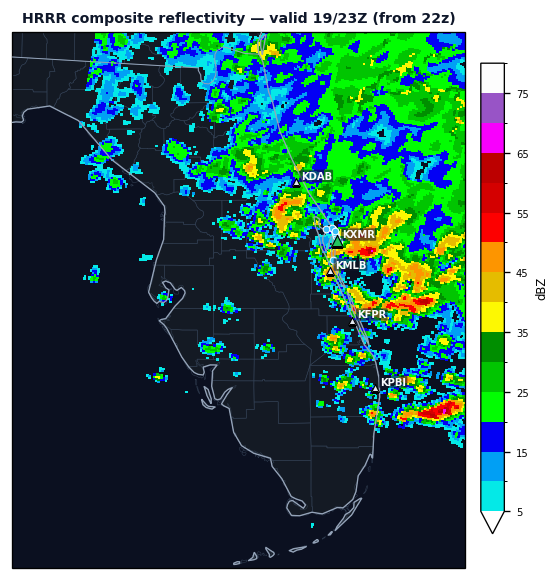 HRRR composite reflectivity — valid 19/23Z (from 22z)
KDAB
KXMR
KMLB
KFPR
KPBI
75
65
55
45
35
25
15
5
dBZ